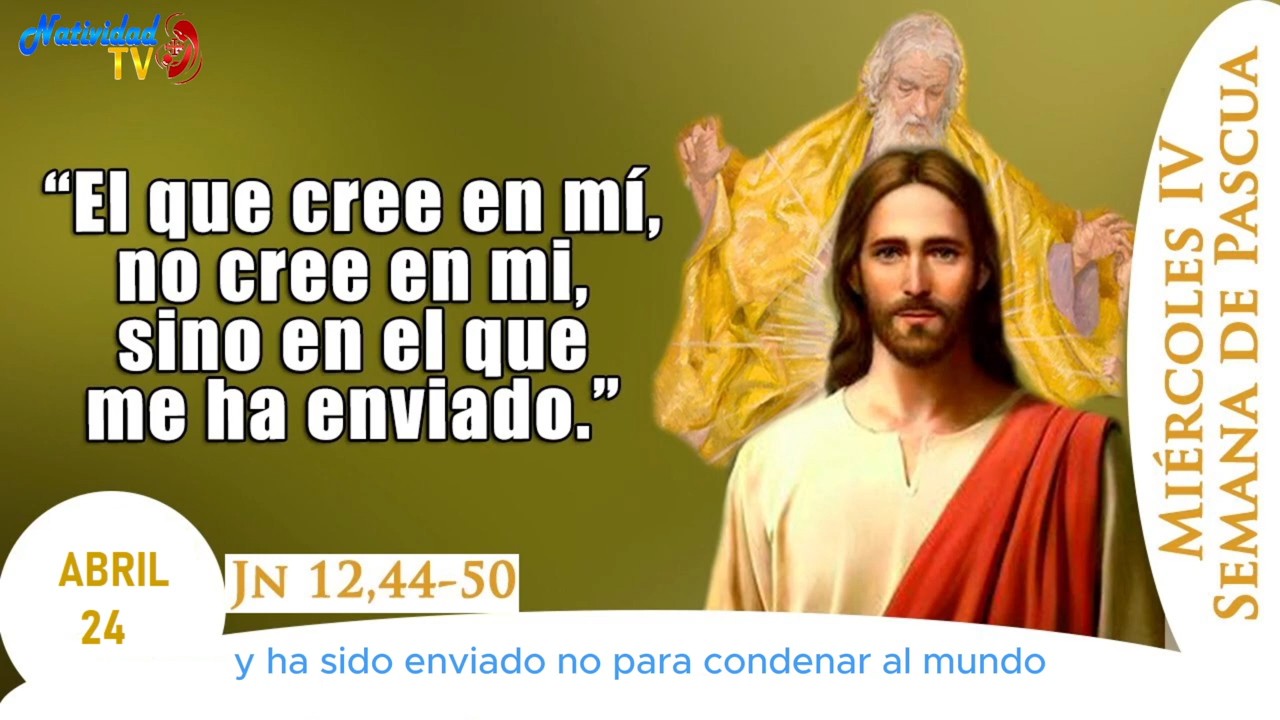 Natividad
TV
“El que cree en mí,
no cree en mi,
sino en el que
me ha enviado.”
MIÉRCOLES IV
SEMANA DE PASCUA
ABRIL
24
JN 12,44-50
y ha sido enviado no para condenar al mundo